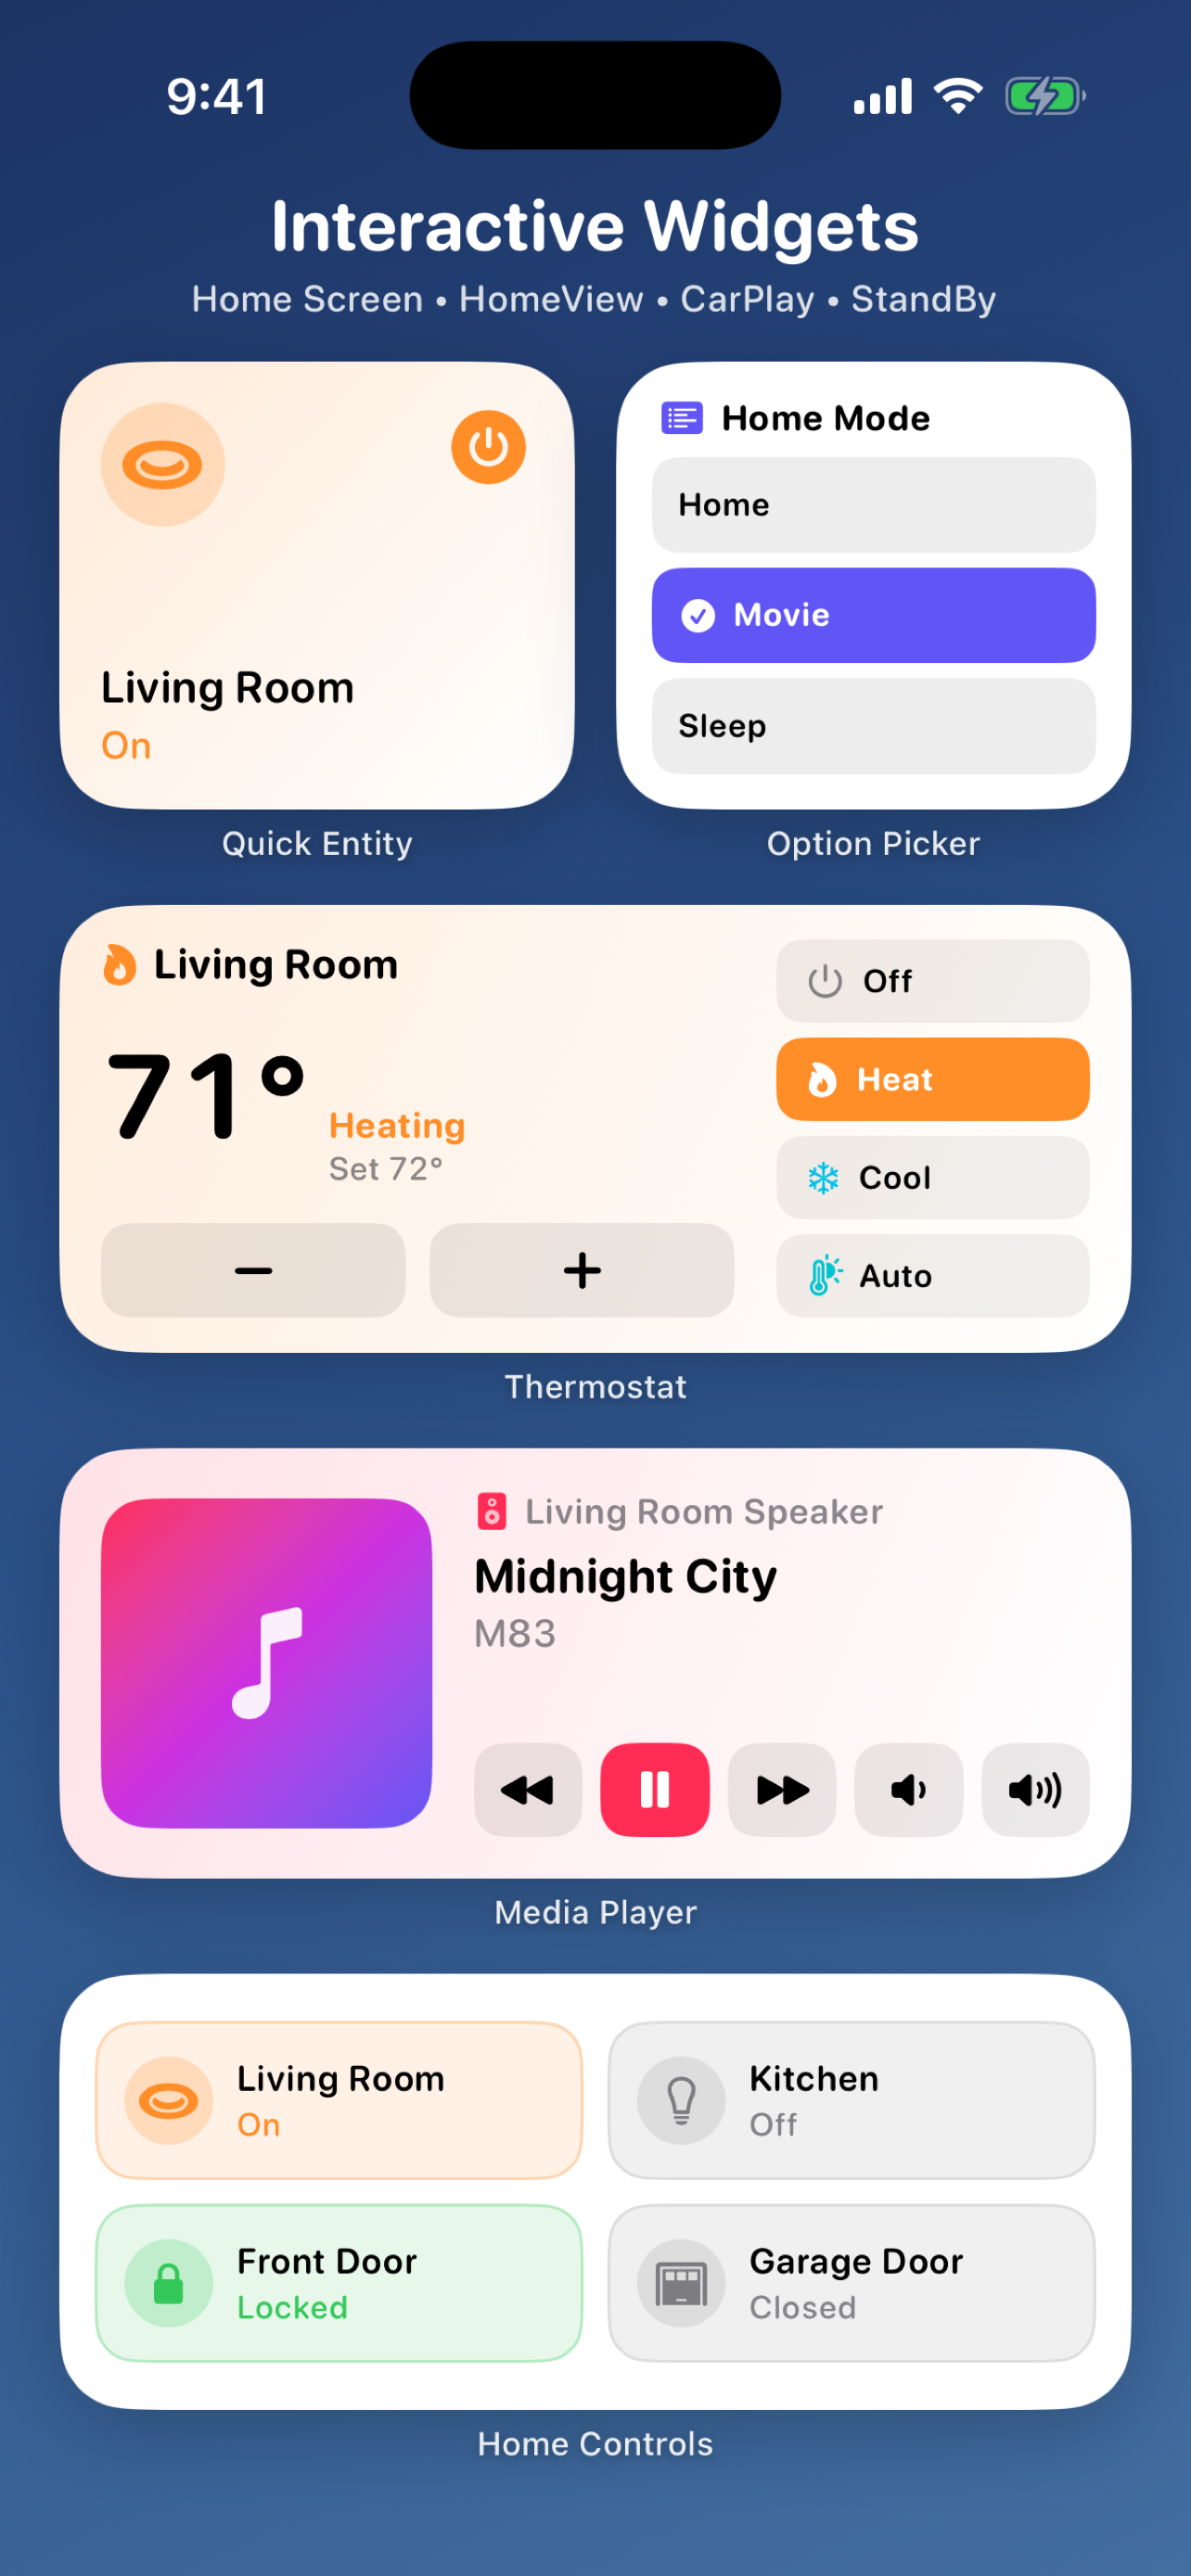 9:41
Interactive Widgets
Home Screen • HomeView • CarPlay • StandBy
Living Room
On
Quick Entity
Home Mode
Home
Movie
Sleep
Option Picker
Living Room
71°
Heating
Set 72°
Off
Heat
Cool
Auto
Thermostat
Living Room Speaker
Midnight City
M83
Media Player
Living Room
On
Kitchen
Off
Front Door
Locked
Garage Door
Closed
Home Controls